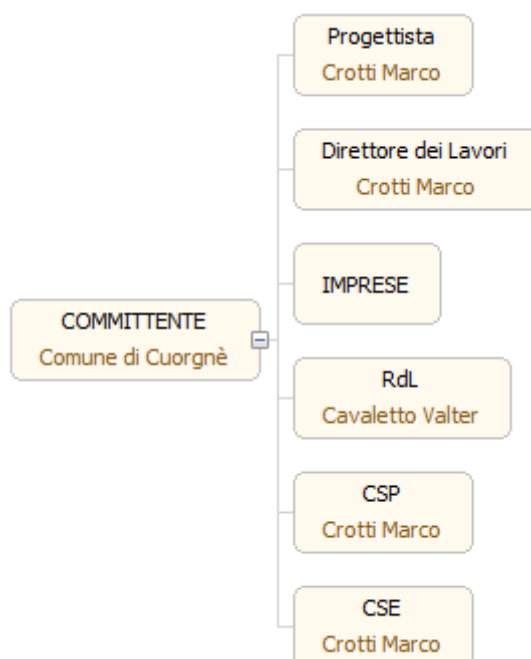 Progettista
Crotti Marco
Direttore dei Lavori
Crotti Marco
IMPRESE
COMMITTENTE
Comune di Cuorgnè
RdL
Cavaletto Valter
CSP
Crotti Marco
CSE
Crotti Marco